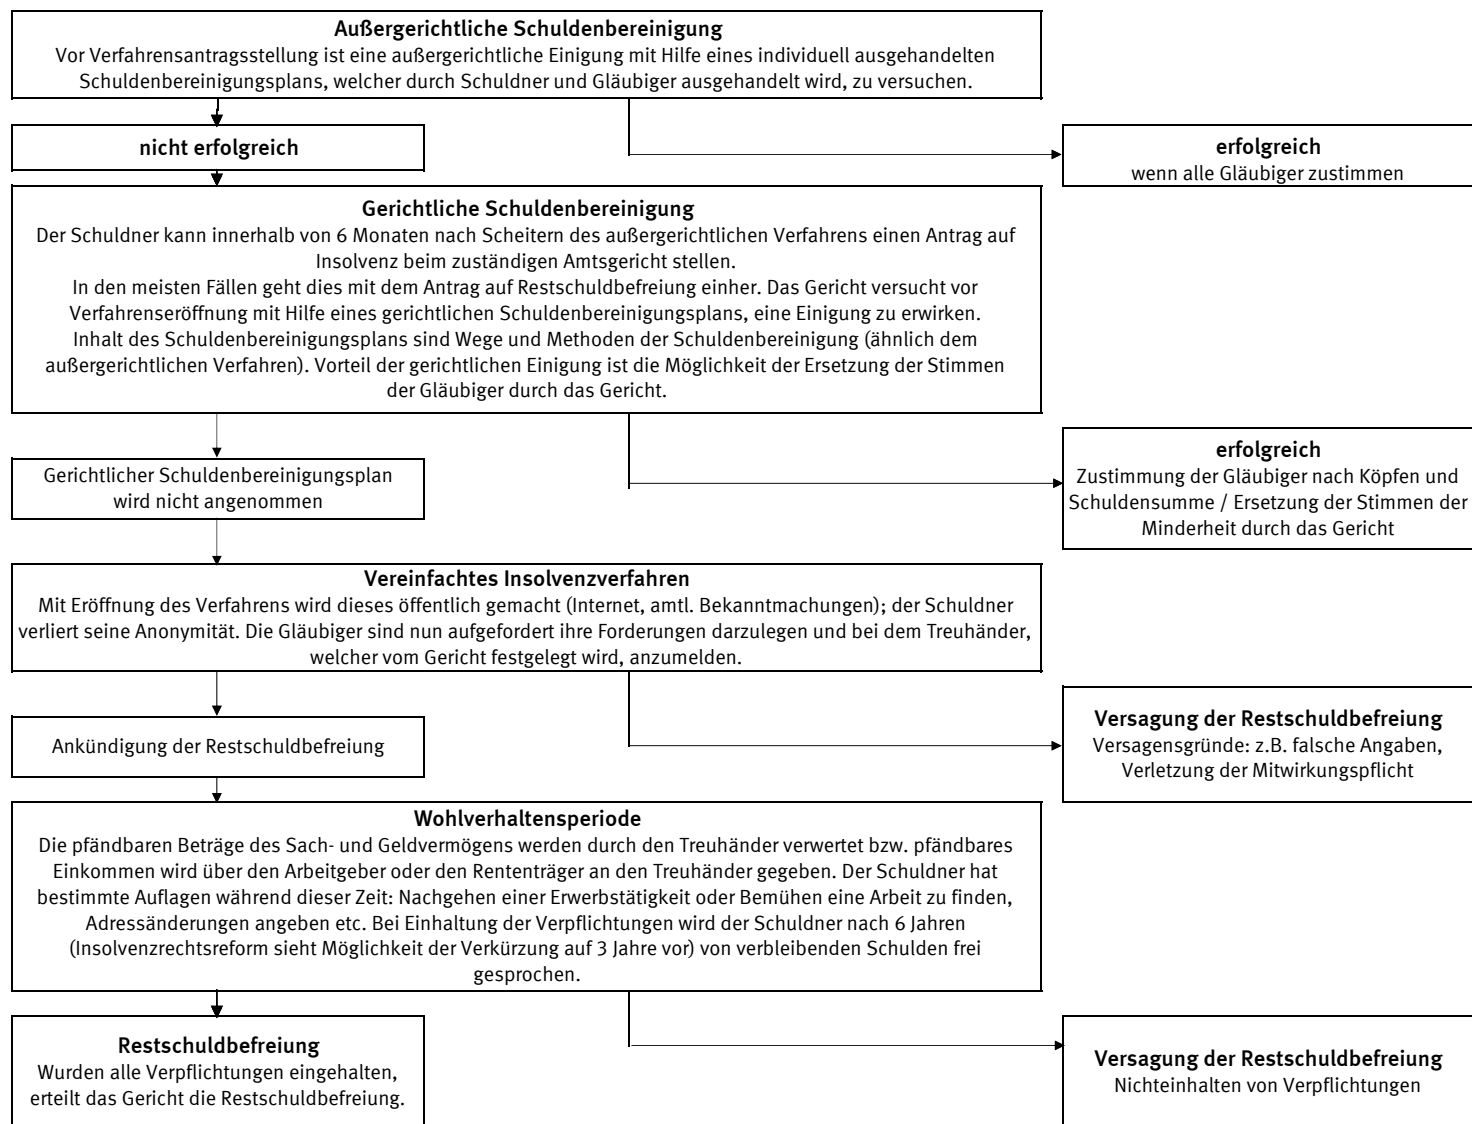 Außergerichtliche Schuldenbereinigung
Vor Verfahrensantragsstellung ist eine außergerichtliche Einigung mit Hilfe eines individuell ausgehandelten
Schuldenbereinigungsplans, welcher durch Schuldner und Gläubiger ausgehandelt wird, zu versuchen.
nicht erfolgreich
erfolgreich
wenn alle Gläubiger zustimmen
Gerichtliche Schuldenbereinigung
Der Schuldner kann innerhalb von 6 Monaten nach Scheitern des außergerichtlichen Verfahrens einen Antrag auf
Insolvenz beim zuständigen Amtsgericht stellen.
In den meisten Fällen geht dies mit dem Antrag auf Restschuldbefreiung einher. Das Gericht versucht vor
Verfahrenseröffnung mit Hilfe eines gerichtlichen Schuldenbereinigungsplans, eine Einigung zu erwirken.
Inhalt des Schuldenbereinigungsplans sind Wege und Methoden der Schuldenbereinigung (ähnlich dem
außergerichtlichen Verfahren). Vorteil der gerichtlichen Einigung ist die Möglichkeit der Ersetzung der Stimmen
der Gläubiger durch das Gericht.
Gerichtlicher Schuldenbereinigungsplan
wird nicht angenommen
erfolgreich
Zustimmung der Gläubiger nach Köpfen und
Schuldensumme / Ersetzung der Stimmen der
Minderheit durch das Gericht
Vereinfachtes Insolvenzverfahren
Mit Eröffnung des Verfahrens wird dieses öffentlich gemacht (Internet, amtl. Bekanntmachungen); der Schuldner
verliert seine Anonymität. Die Gläubiger sind nun aufgefordert ihre Forderungen darzulegen und bei dem Treuhänder,
welcher vom Gericht festgelegt wird, anzumelden.
Ankündigung der Restschuldbefreiung
Versagung der Restschuldbefreiung
Versagensgründe: z.B. falsche Angaben,
Verletzung der Mitwirkungspflicht
Wohlverhaltensperiode
Die pfändbaren Beträge des Sach- und Geldvermögens werden durch den Treuhänder verwertet bzw. pfändbares
Einkommen wird über den Arbeitgeber oder den Rententräger an den Treuhänder gegeben. Der Schuldner hat
bestimmte Auflagen während dieser Zeit: Nachgehen einer Erwerbstätigkeit oder Bemühen eine Arbeit zu finden,
Adressänderungen angeben etc. Bei Einhaltung der Verpflichtungen wird der Schuldner nach 6 Jahren
(Insolvenzrechtsreform sieht Möglichkeit der Verkürzung auf 3 Jahre vor) von verbleibenden Schulden frei
gesprochen.
Restschuldbefreiung
Wurden alle Verpflichtungen eingehalten,
erteilt das Gericht die Restschuldbefreiung.
Versagung der Restschuldbefreiung
Nichteinhalten von Verpflichtungen